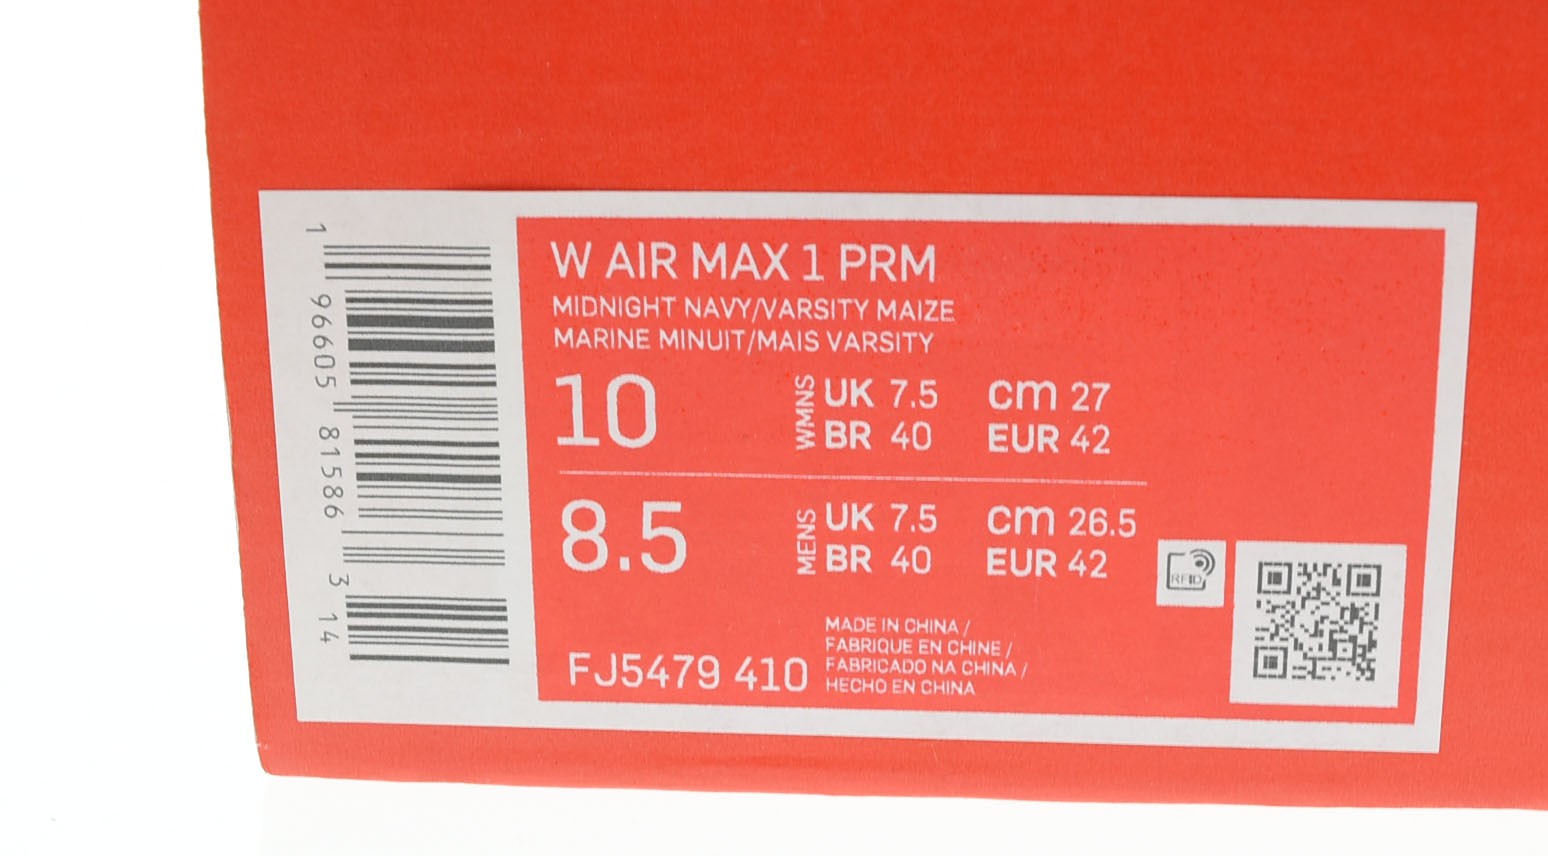 1 96605 81586 3 14
W AIR MAX 1 PRM
MIDNIGHT NAVY/VARSITY MAIZE
MARINE MINUIT/MAIS VARSITY
10 WMNS UK 7.5 cm 27
BR 40 EUR 42
8.5 MENS UK 7.5 cm 26.5
BR 40 EUR 42
RFID
MADE IN CHINA /
FABRIQUE EN CHINE /
FABRICADO NA CHINA /
HECHO EN CHINA
FJ5479 410